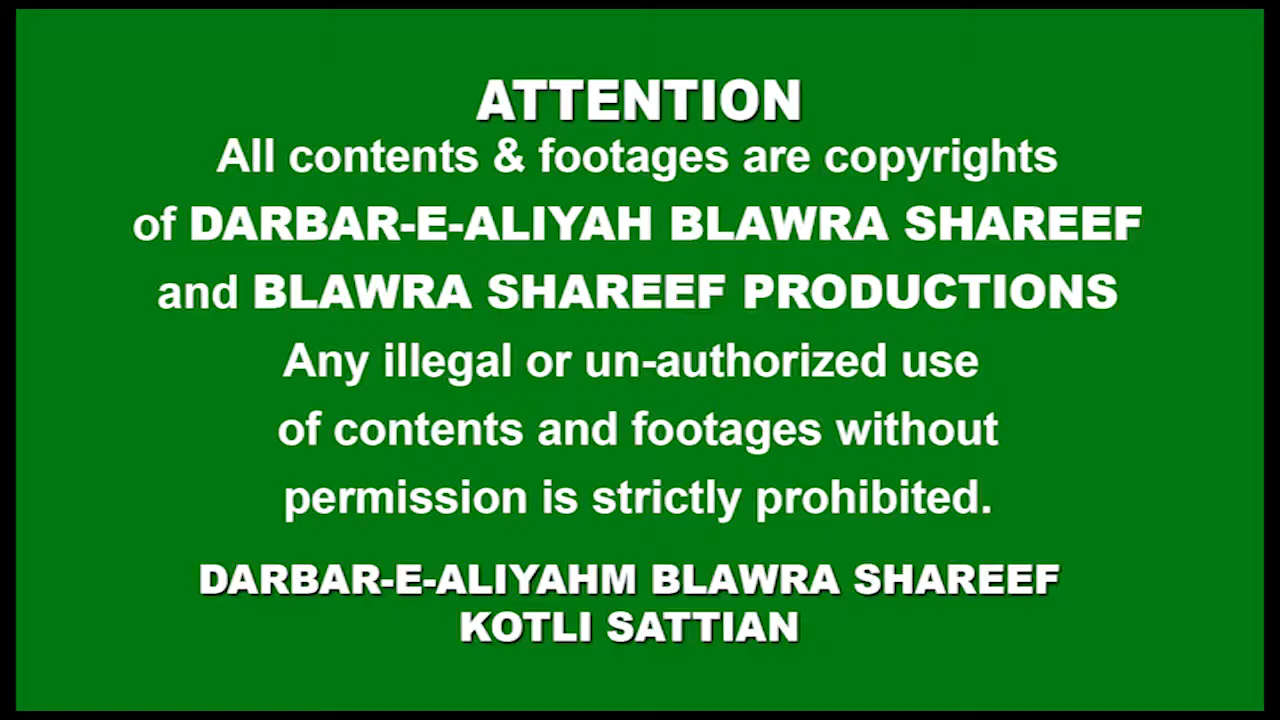 ATTENTION
All contents & footages are copyrights
of DARBAR-E-ALIYAH BLAWRA SHAREEF
and BLAWRA SHAREEF PRODUCTIONS
Any illegal or un-authorized use
of contents and footages without
permission is strictly prohibited.
DARBAR-E-ALIYAHM BLAWRA SHAREEF
KOTLI SATTIAN